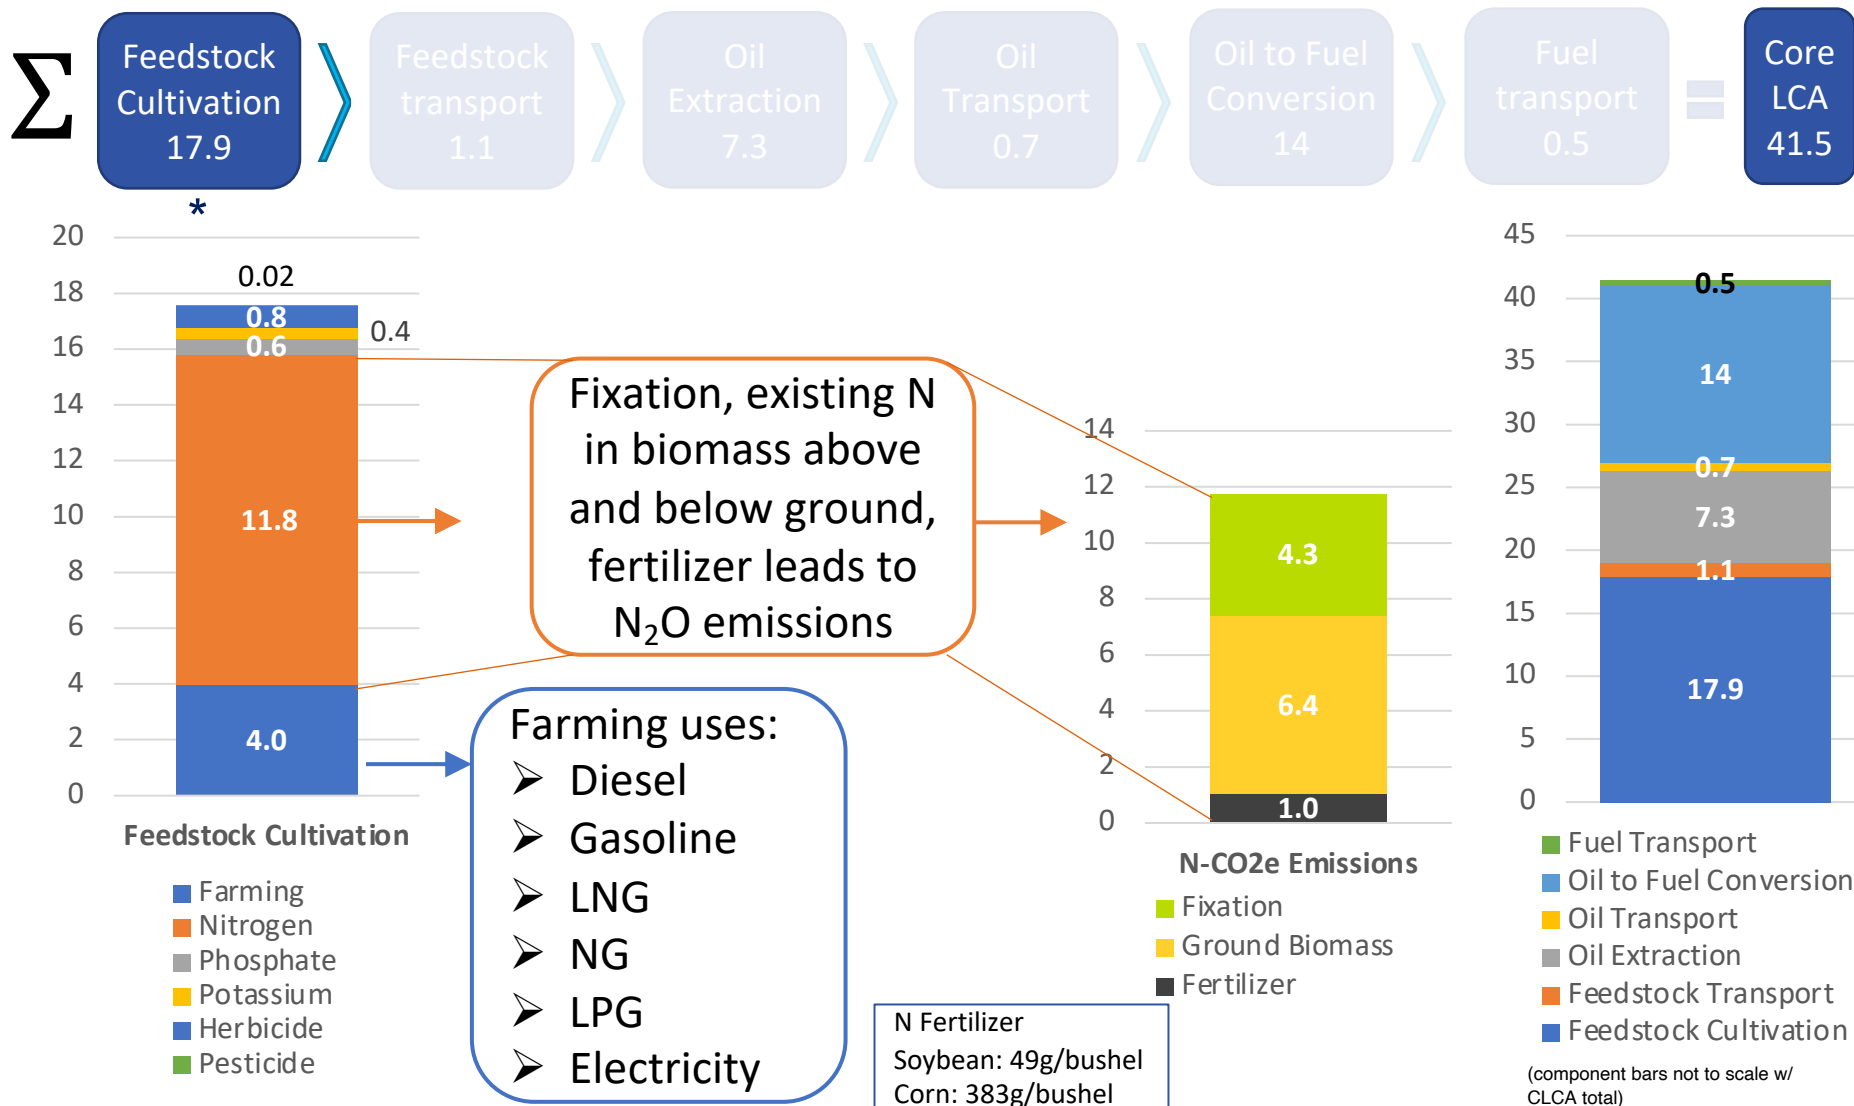 Σ
Feedstock
Cultivation
17.9
Feedstock
transport
1.1
Oil
Extraction
7.3
Oil
Transport
0.7
Oil to Fuel
Conversion
14
Fuel
transport
0.5
=
Core
LCA
41.5
*
20
18
16
14
12
10
8
6
4
2
0
0.02
0.8
0.4
0.6
11.8
4.0
Feedstock Cultivation
Farming
Nitrogen
Phosphate
Potassium
Herbicide
Pesticide
Fixation, existing N
in biomass above
and below ground,
fertilizer leads to
N₂O emissions
Farming uses:
➢ Diesel
➢ Gasoline
➢ LNG
➢ NG
➢ LPG
➢ Electricity
14
12
10
8
6
4
2
0
4.3
6.4
1.0
N-CO2e Emissions
Fixation
Ground Biomass
Fertilizer
N Fertilizer
Soybean: 49g/bushel
Corn: 383g/bushel
45
40
35
30
25
20
15
10
5
0
0.5
14
0.7
7.3
1.1
17.9
Fuel Transport
Oil to Fuel Conversion
Oil Transport
Oil Extraction
Feedstock Transport
Feedstock Cultivation
(component bars not to scale w/
CLCA total)